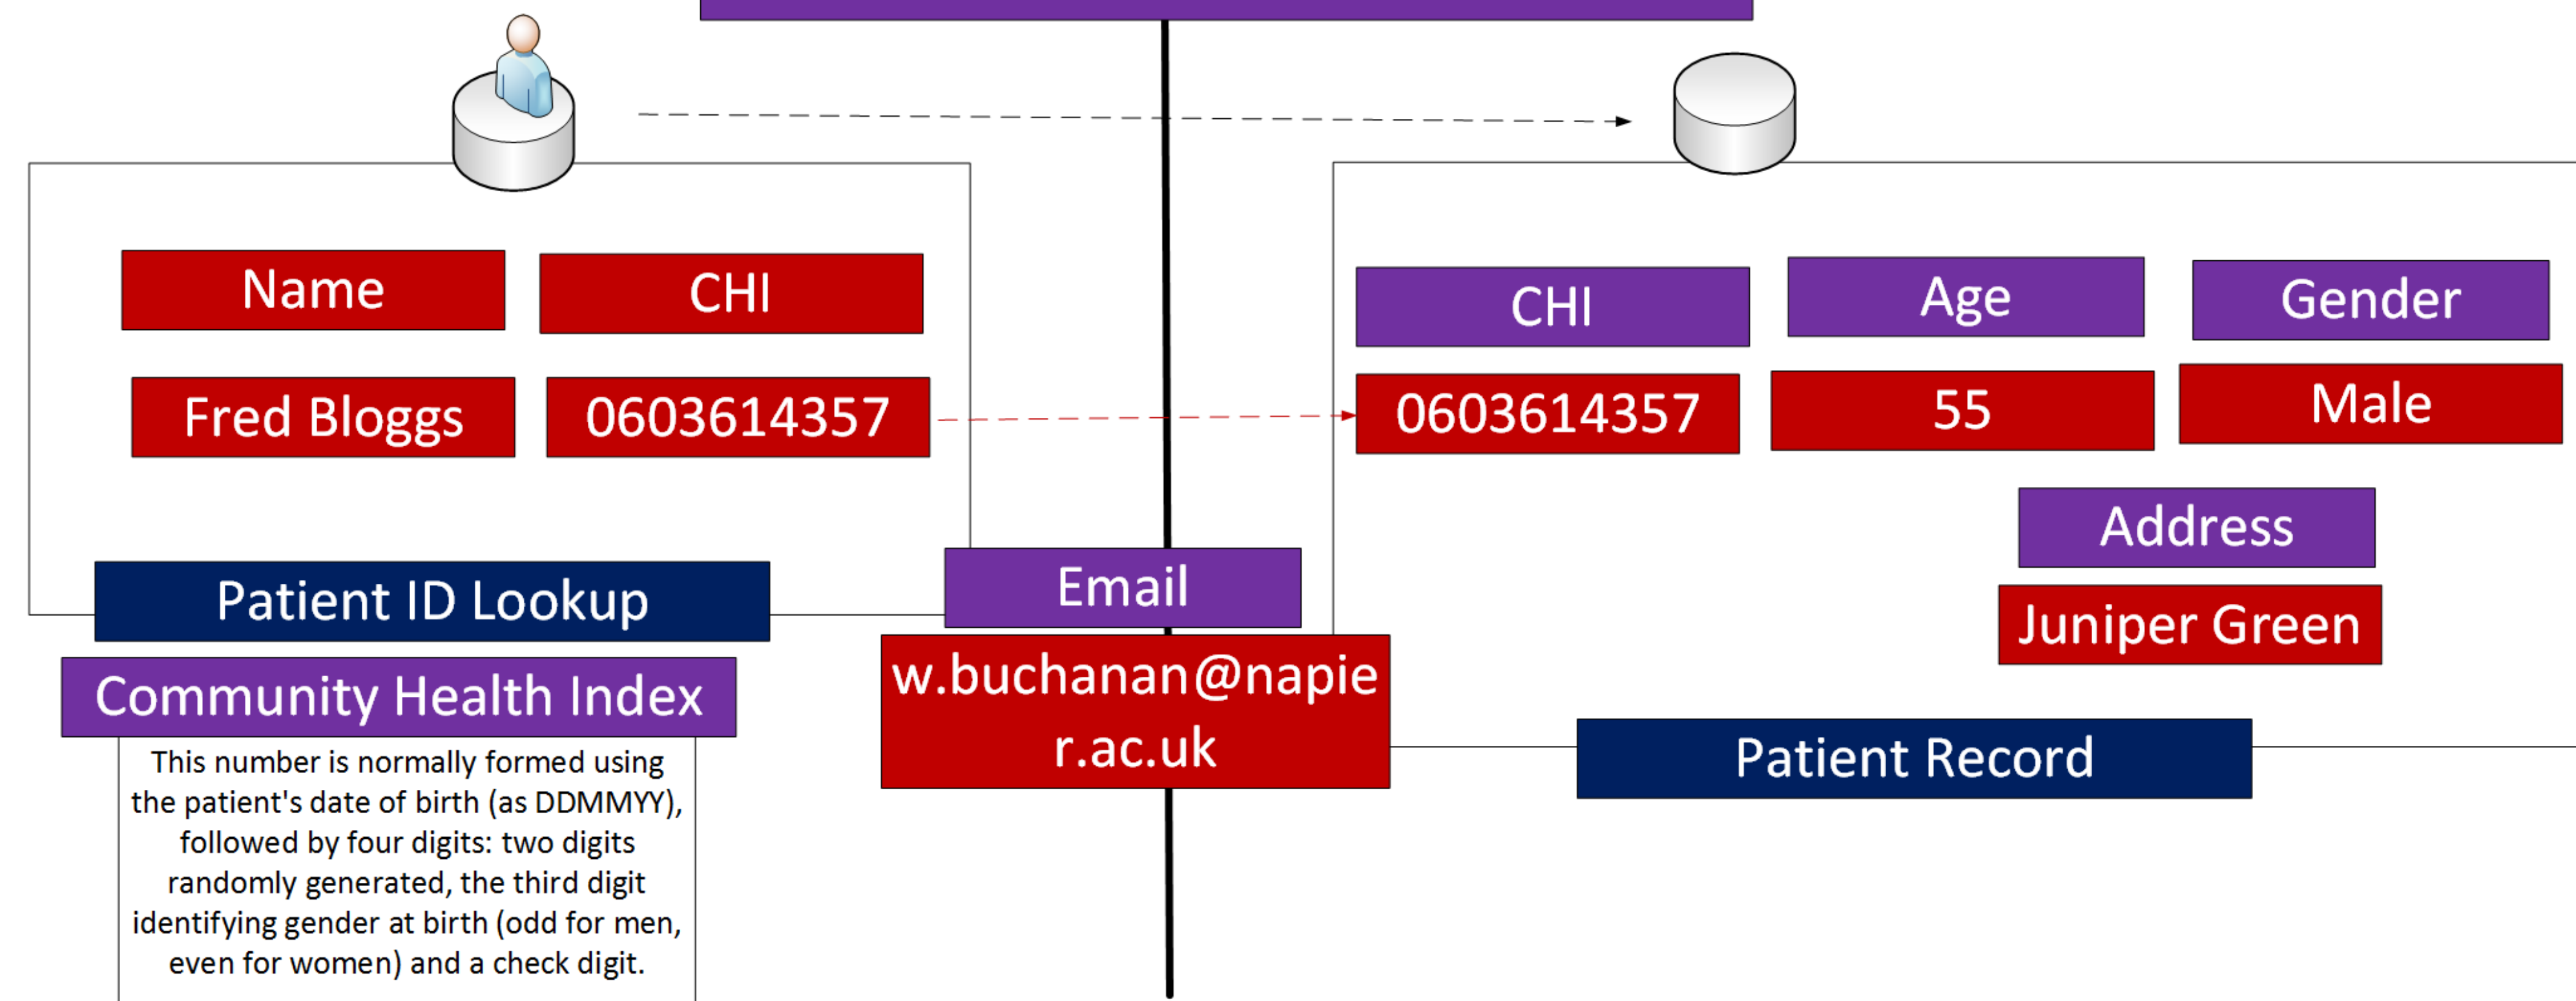 Name
CHI
Fred Bloggs
0603614357
Patient ID Lookup
Community Health Index
This number is normally formed using
the patient's date of birth (as DDMMYY),
followed by four digits: two digits
randomly generated, the third digit
identifying gender at birth (odd for men,
even for women) and a check digit.
Email
w.buchanan@napie
r.ac.uk
CHI
Age
Gender
0603614357
55
Male
Address
Juniper Green
Patient Record